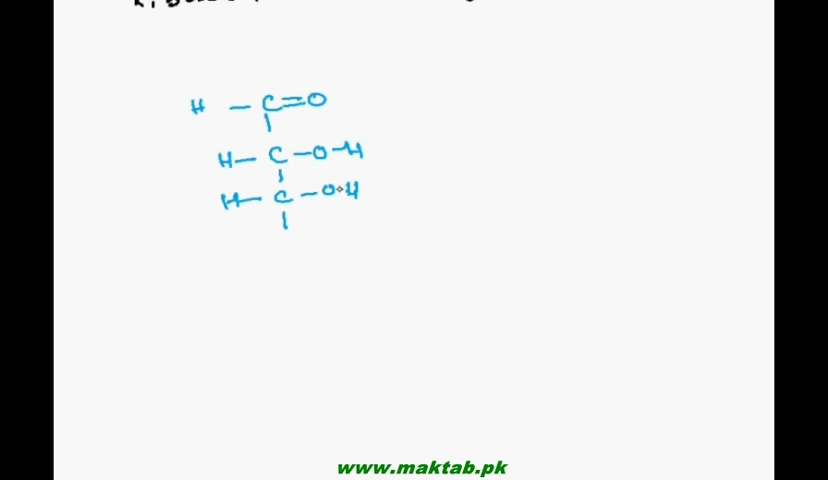 H — C=O
H — C — O — H
H — C — O H
www.maktab.pk